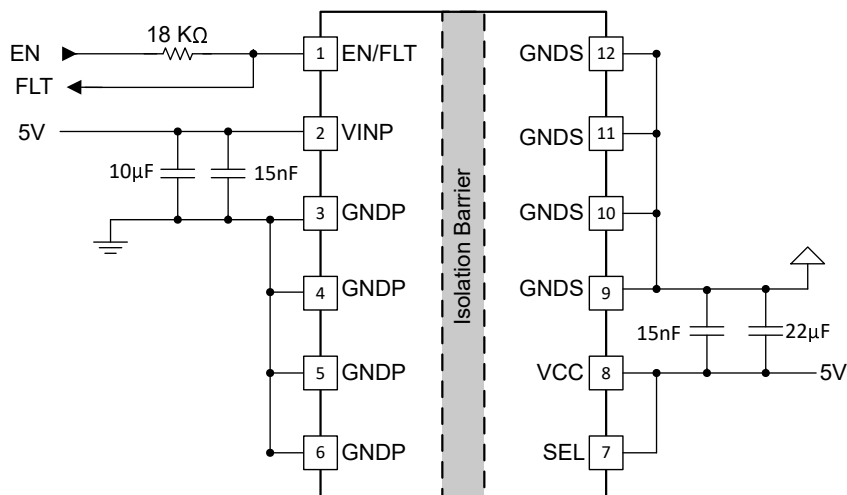 18 KΩ
EN
1
EN/FLT
GNDS
12
FLT
5V
2
VINP
GNDS
11
10µF
15nF
Isolation Barrier
3
GNDP
GNDS
10
4
GNDP
GNDS
9
15nF
22µF
5
GNDP
VCC
8
5V
6
GNDP
SEL
7